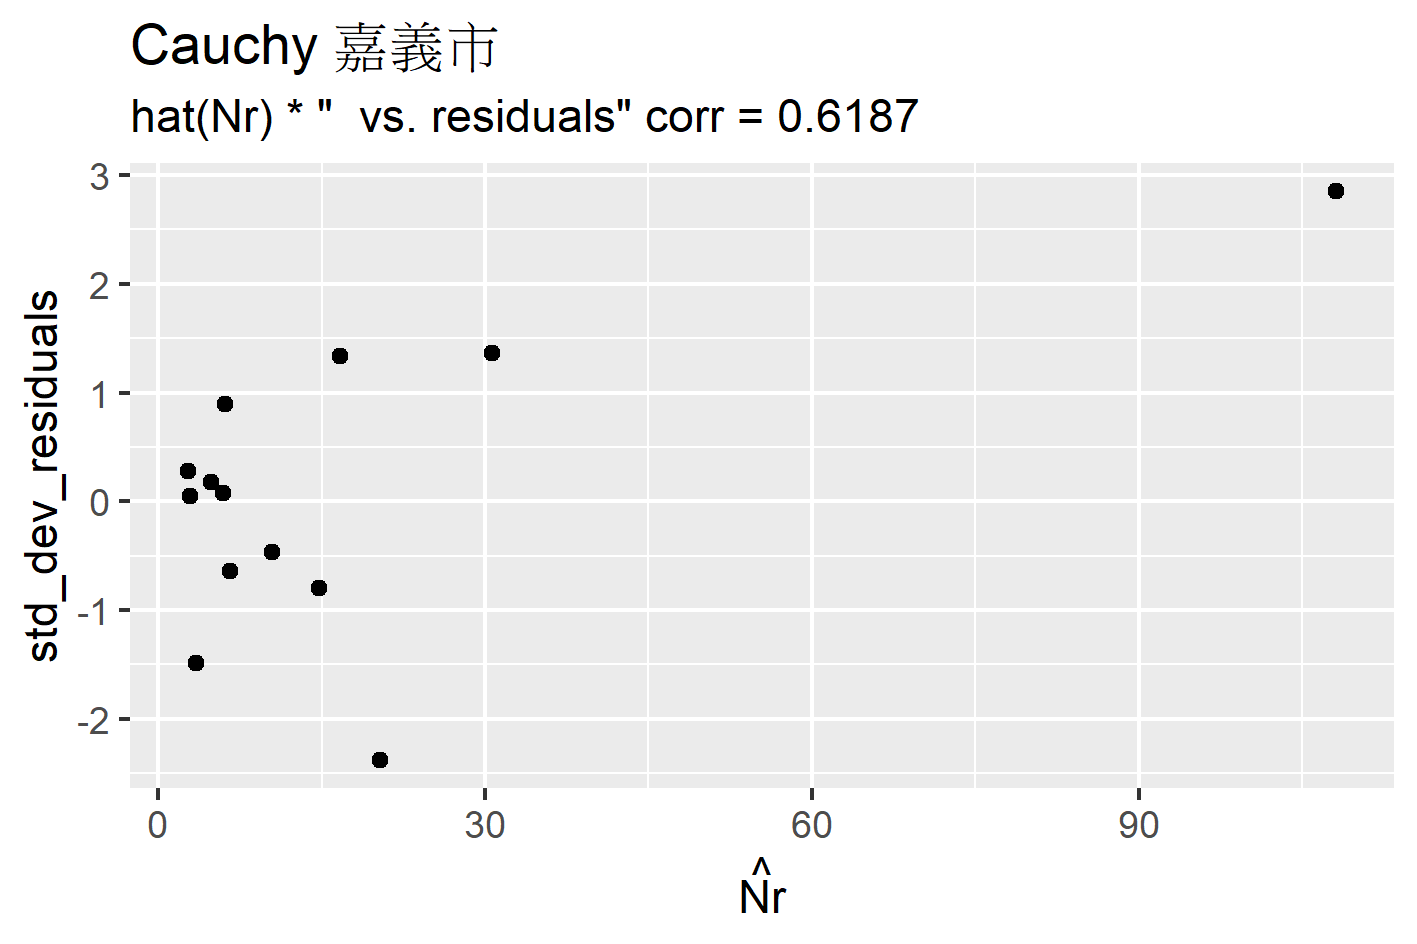 Cauchy 嘉義市
hat(Nr) * "  vs. residuals" corr = 0.6187
3
2
1
0
-1
-2
std_dev_residuals
0 30 60 90
N̂r